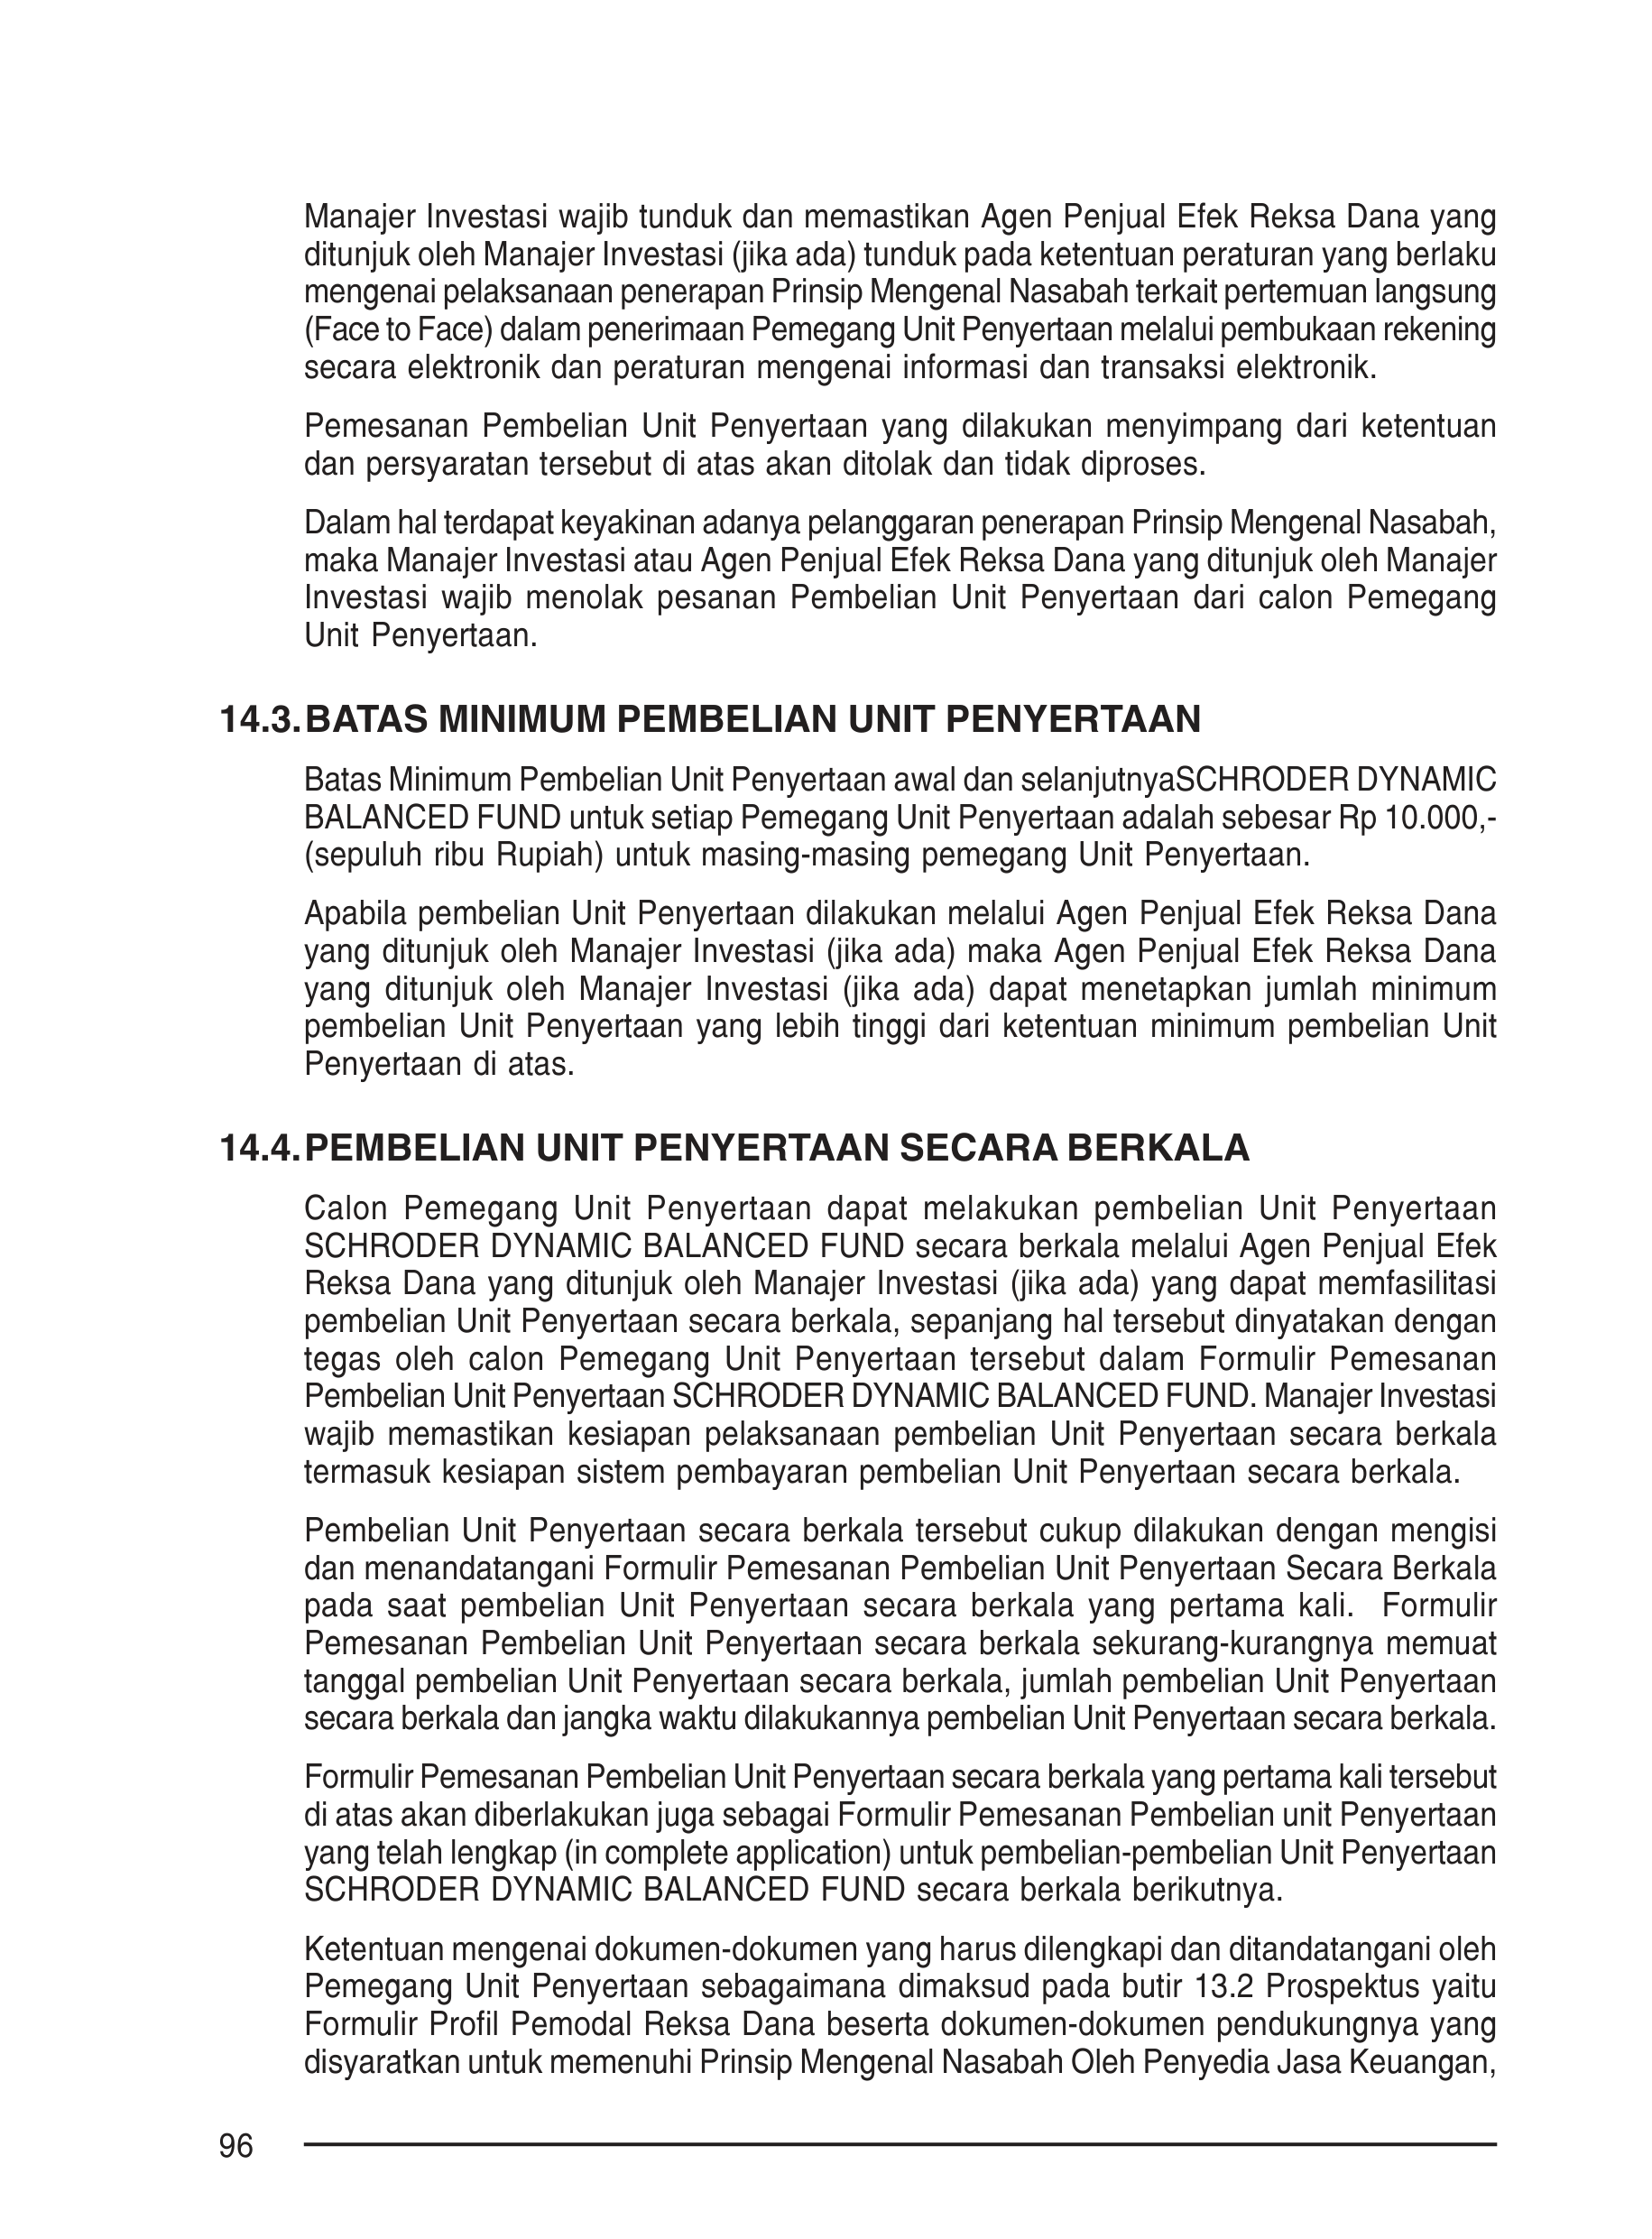 Manajer Investasi wajib tunduk dan memastikan Agen Penjual Efek Reksa Dana yang
ditunjuk oleh Manajer Investasi (jika ada) tunduk pada ketentuan peraturan yang berlaku
mengenai pelaksanaan penerapan Prinsip Mengenal Nasabah terkait pertemuan langsung
(Face to Face) dalam penerimaan Pemegang Unit Penyertaan melalui pembukaan rekening
secara elektronik dan peraturan mengenai informasi dan transaksi elektronik.
Pemesanan Pembelian Unit Penyertaan yang dilakukan menyimpang dari ketentuan
dan persyaratan tersebut di atas akan ditolak dan tidak diproses.
Dalam hal terdapat keyakinan adanya pelanggaran penerapan Prinsip Mengenal Nasabah,
maka Manajer Investasi atau Agen Penjual Efek Reksa Dana yang ditunjuk oleh Manajer
Investasi wajib menolak pesanan Pembelian Unit Penyertaan dari calon Pemegang
Unit Penyertaan.
14.3. BATAS MINIMUM PEMBELIAN UNIT PENYERTAAN
Batas Minimum Pembelian Unit Penyertaan awal dan selanjutnyaSCHRODER DYNAMIC
BALANCED FUND untuk setiap Pemegang Unit Penyertaan adalah sebesar Rp 10.000,-
(sepuluh ribu Rupiah) untuk masing-masing pemegang Unit Penyertaan.
Apabila pembelian Unit Penyertaan dilakukan melalui Agen Penjual Efek Reksa Dana
yang ditunjuk oleh Manajer Investasi (jika ada) maka Agen Penjual Efek Reksa Dana
yang ditunjuk oleh Manajer Investasi (jika ada) dapat menetapkan jumlah minimum
pembelian Unit Penyertaan yang lebih tinggi dari ketentuan minimum pembelian Unit
Penyertaan di atas.
14.4. PEMBELIAN UNIT PENYERTAAN SECARA BERKALA
Calon Pemegang Unit Penyertaan dapat melakukan pembelian Unit Penyertaan
SCHRODER DYNAMIC BALANCED FUND secara berkala melalui Agen Penjual Efek
Reksa Dana yang ditunjuk oleh Manajer Investasi (jika ada) yang dapat memfasilitasi
pembelian Unit Penyertaan secara berkala, sepanjang hal tersebut dinyatakan dengan
tegas oleh calon Pemegang Unit Penyertaan tersebut dalam Formulir Pemesanan
Pembelian Unit Penyertaan SCHRODER DYNAMIC BALANCED FUND. Manajer Investasi
wajib memastikan kesiapan pelaksanaan pembelian Unit Penyertaan secara berkala
termasuk kesiapan sistem pembayaran pembelian Unit Penyertaan secara berkala.
Pembelian Unit Penyertaan secara berkala tersebut cukup dilakukan dengan mengisi
dan menandatangani Formulir Pemesanan Pembelian Unit Penyertaan Secara Berkala
pada saat pembelian Unit Penyertaan secara berkala yang pertama kali. Formulir
Pemesanan Pembelian Unit Penyertaan secara berkala sekurang-kurangnya memuat
tanggal pembelian Unit Penyertaan secara berkala, jumlah pembelian Unit Penyertaan
secara berkala dan jangka waktu dilakukannya pembelian Unit Penyertaan secara berkala.
Formulir Pemesanan Pembelian Unit Penyertaan secara berkala yang pertama kali tersebut
di atas akan diberlakukan juga sebagai Formulir Pemesanan Pembelian unit Penyertaan
yang telah lengkap (in complete application) untuk pembelian-pembelian Unit Penyertaan
SCHRODER DYNAMIC BALANCED FUND secara berkala berikutnya.
Ketentuan mengenai dokumen-dokumen yang harus dilengkapi dan ditandatangani oleh
Pemegang Unit Penyertaan sebagaimana dimaksud pada butir 13.2 Prospektus yaitu
Formulir Profil Pemodal Reksa Dana beserta dokumen-dokumen pendukungnya yang
disyaratkan untuk memenuhi Prinsip Mengenal Nasabah Oleh Penyedia Jasa Keuangan,
96